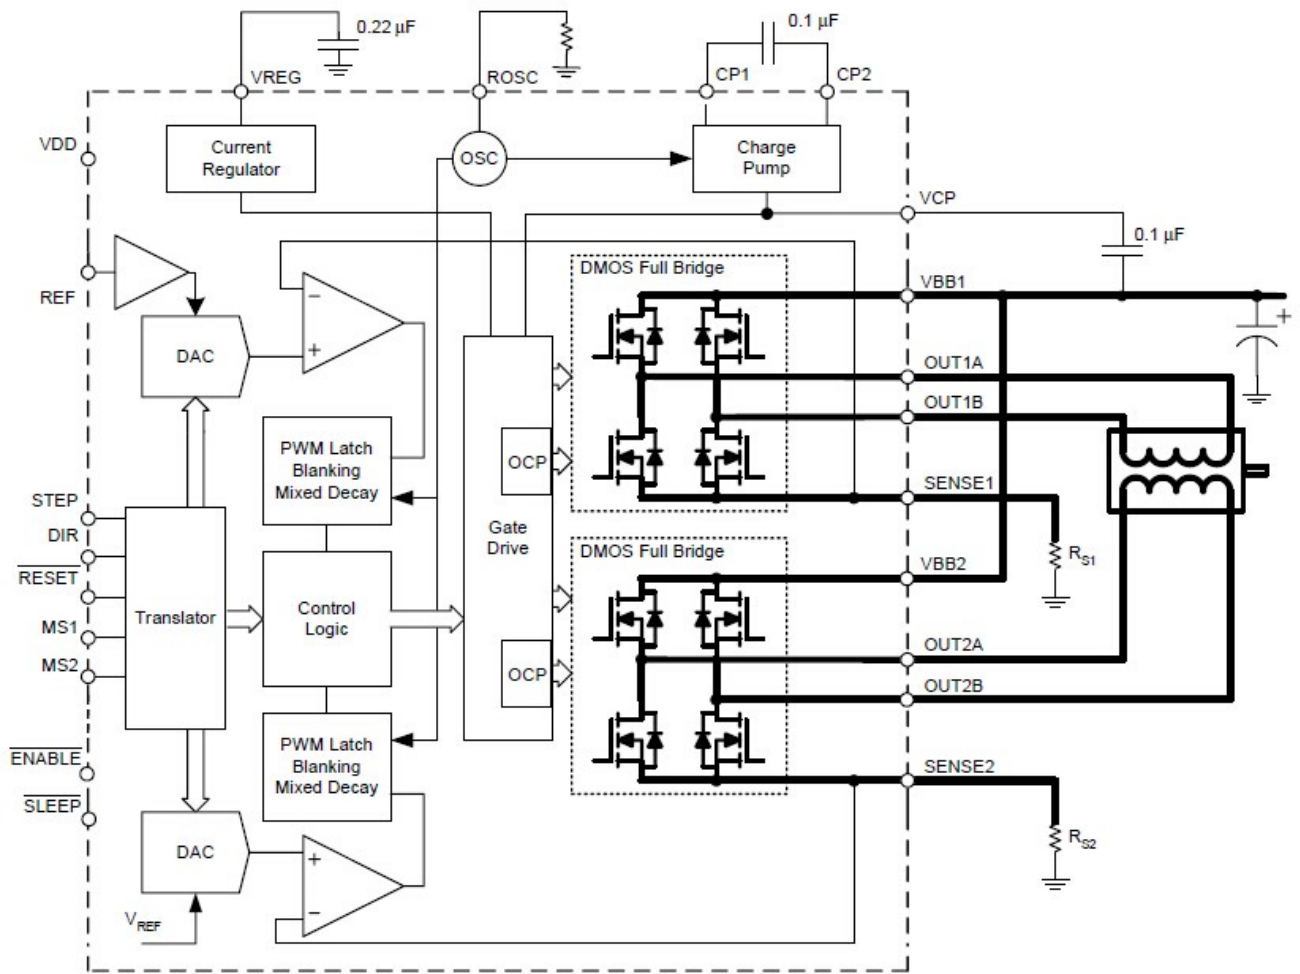 0.22 µF
0.1 µF
VREG
ROSC
CP1
CP2
VDD
Current
Regulator
OSC
Charge
Pump
VCP
0.1 µF
REF
DMOS Full Bridge
VBB1
+
−
+
DAC
OUT1A
OUT1B
PWM Latch
Blanking
Mixed Decay
OCP
SENSE1
STEP
DIR
RESET
MS1
MS2
Translator
Control
Logic
Gate
Drive
DMOS Full Bridge
RS1
VBB2
OUT2A
OCP
OUT2B
PWM Latch
Blanking
Mixed Decay
ENABLE
SLEEP
SENSE2
DAC
+
−
RS2
VREF